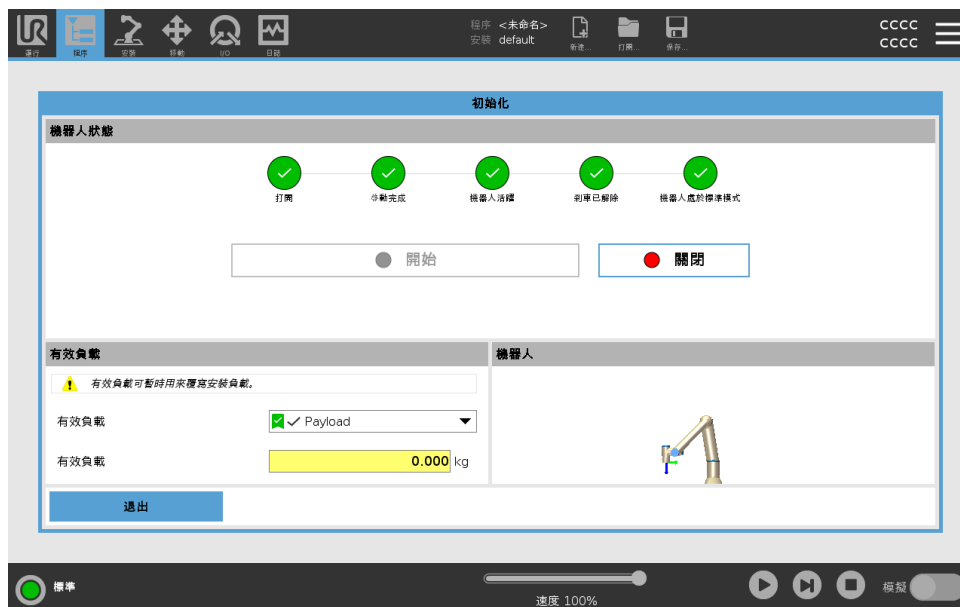 UR
運行
程序
安裝
移動
I/O
日誌
程序 <未命名>
安裝 default
新建...
打開...
保存...
CCCC
CCCC
初始化
機器人狀態
打開
啓動完成
機器人活躍
剎車已解除
機器人處於標準模式
開始
關閉
有效負載
機器人
有效負載可暫時用來覆寫安裝負載。
有效負載
Payload
有效負載
0.000 kg
退出
標準
速度 100%
模擬